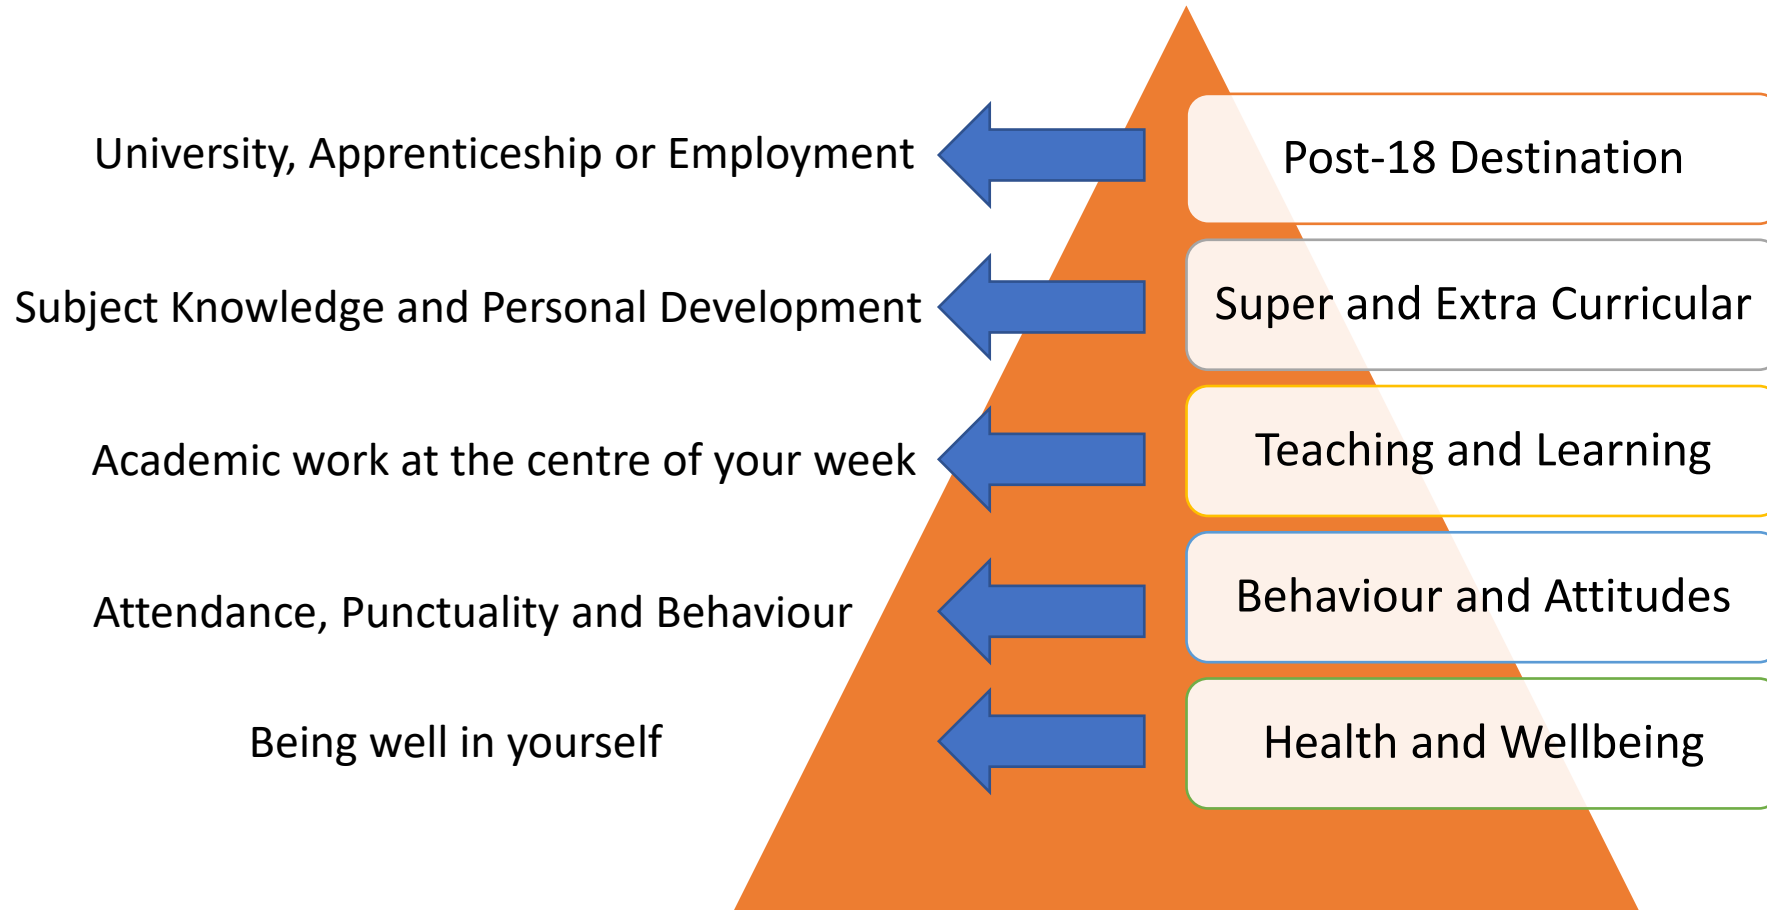 University, Apprenticeship or Employment
Post-18 Destination
Subject Knowledge and Personal Development
Super and Extra Curricular
Academic work at the centre of your week
Teaching and Learning
Attendance, Punctuality and Behaviour
Behaviour and Attitudes
Being well in yourself
Health and Wellbeing